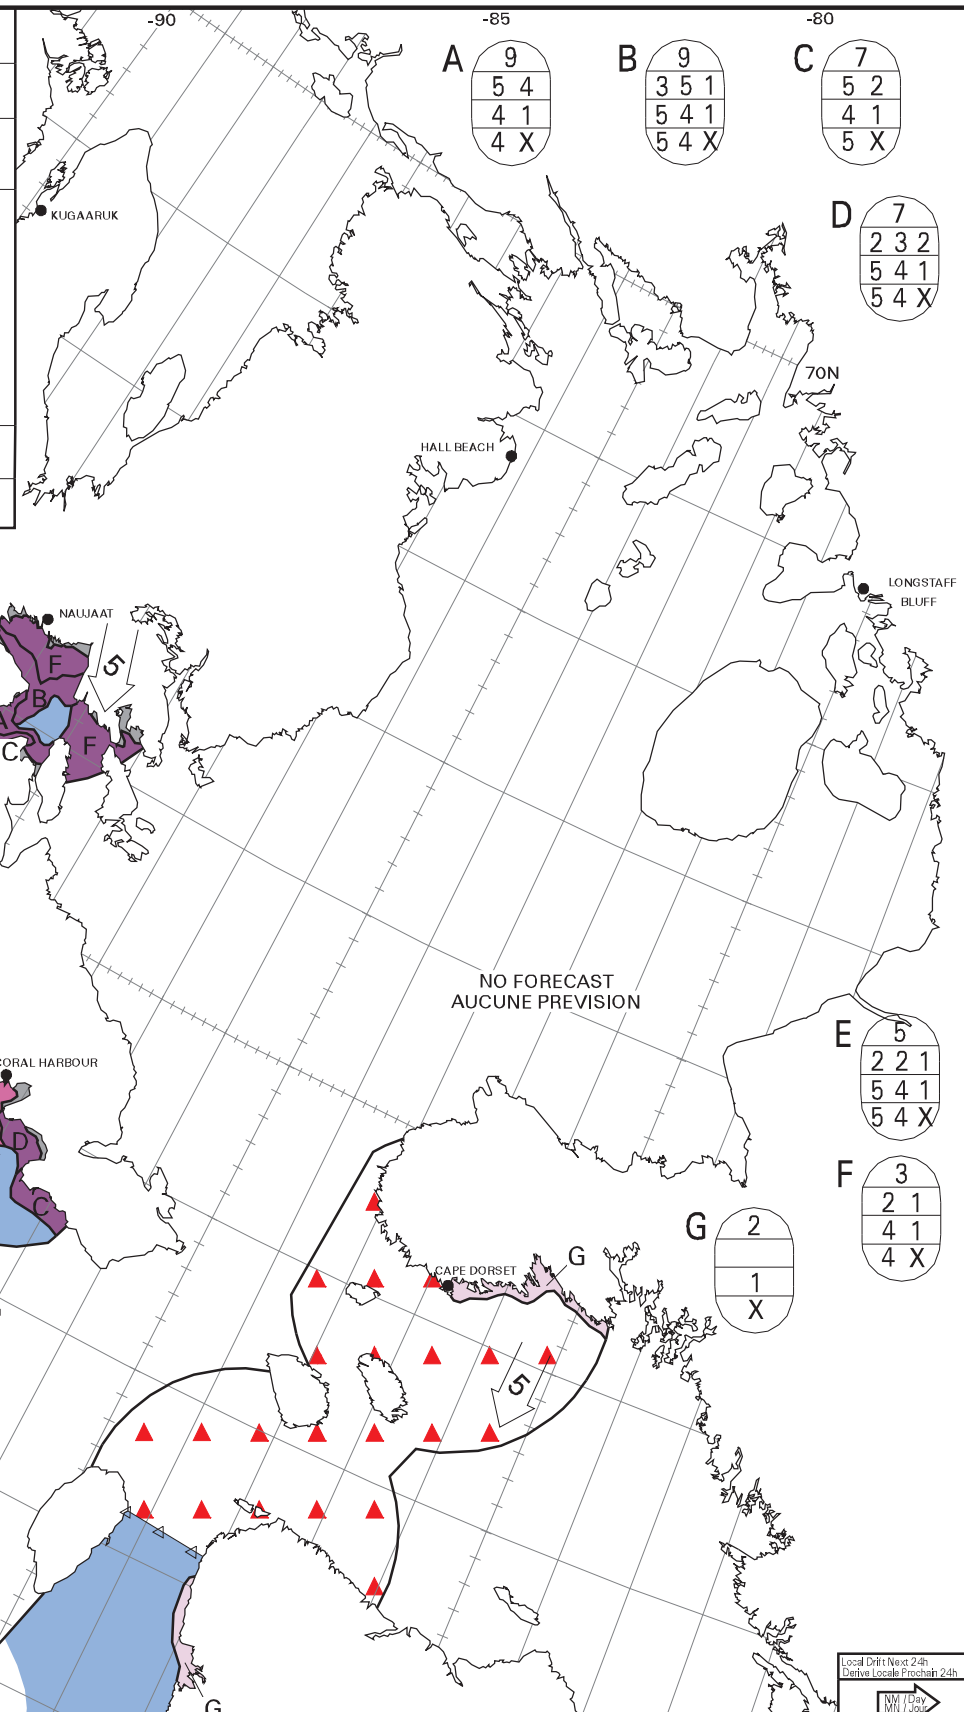 -90
-85
-80
A
9
5 4
4 1
4 X
B
9
3 5 1
5 4 1
5 4 X
C
7
5 2
4 1
5 X
D
7
2 3 2
5 4 1
5 4 X
KUGAARUK
70N
HALL BEACH
LONGSTAFF
BLUFF
NAUJAAT
F
5
B
A
F
C
NO FORECAST
AUCUNE PREVISION
E
5
2 2 1
5 4 1
5 4 X
CORAL HARBOUR
D
C
F
3
2 1
4 1
4 X
G
2
1
X
G
CAPE DORSET
5
G
Local Drift Next 24h
Derive Locale Prochain 24h
NM / Day
MN / Jour